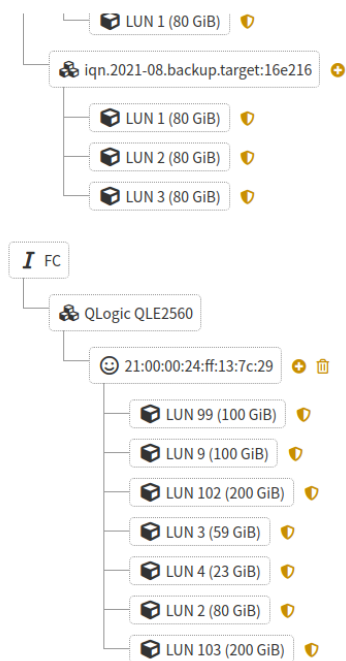 LUN 1 (80 GiB)
iqn.2021-08.backup.target:16e216
LUN 1 (80 GiB)
LUN 2 (80 GiB)
LUN 3 (80 GiB)
FC
QLogic QLE2560
21:00:00:24:ff:13:7c:29
LUN 99 (100 GiB)
LUN 9 (100 GiB)
LUN 102 (200 GiB)
LUN 3 (59 GiB)
LUN 4 (23 GiB)
LUN 2 (80 GiB)
LUN 103 (200 GiB)